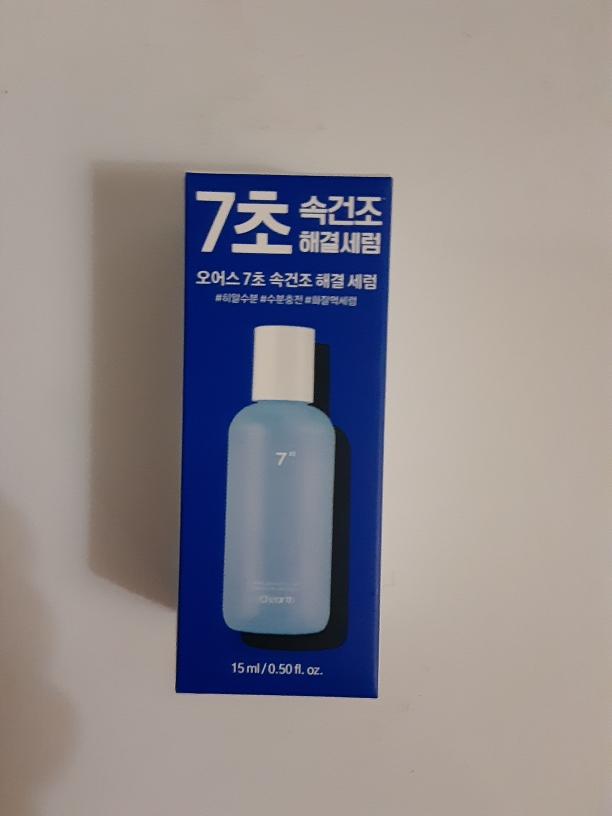 7초 속건조
해결세럼
오어스 7초 속건조 해결 세럼
#히알수분 #수분충전 #화잘먹세럼
7
15 ml / 0.50 fl. oz.